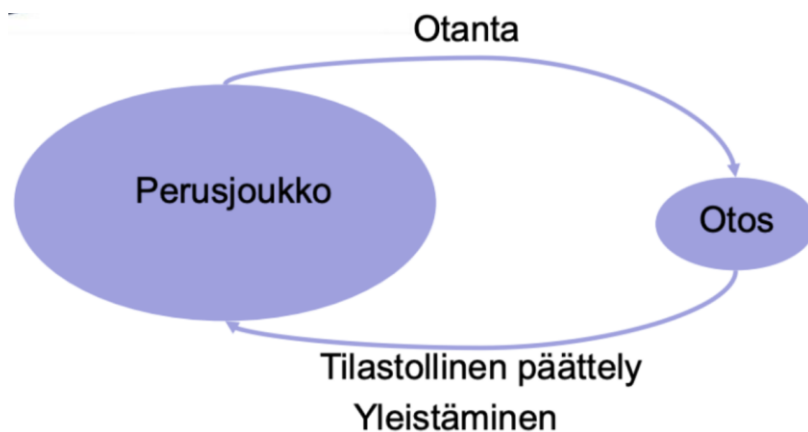 Otanta
Perusjoukko
Otos
Tilastollinen päättely
Yleistäminen